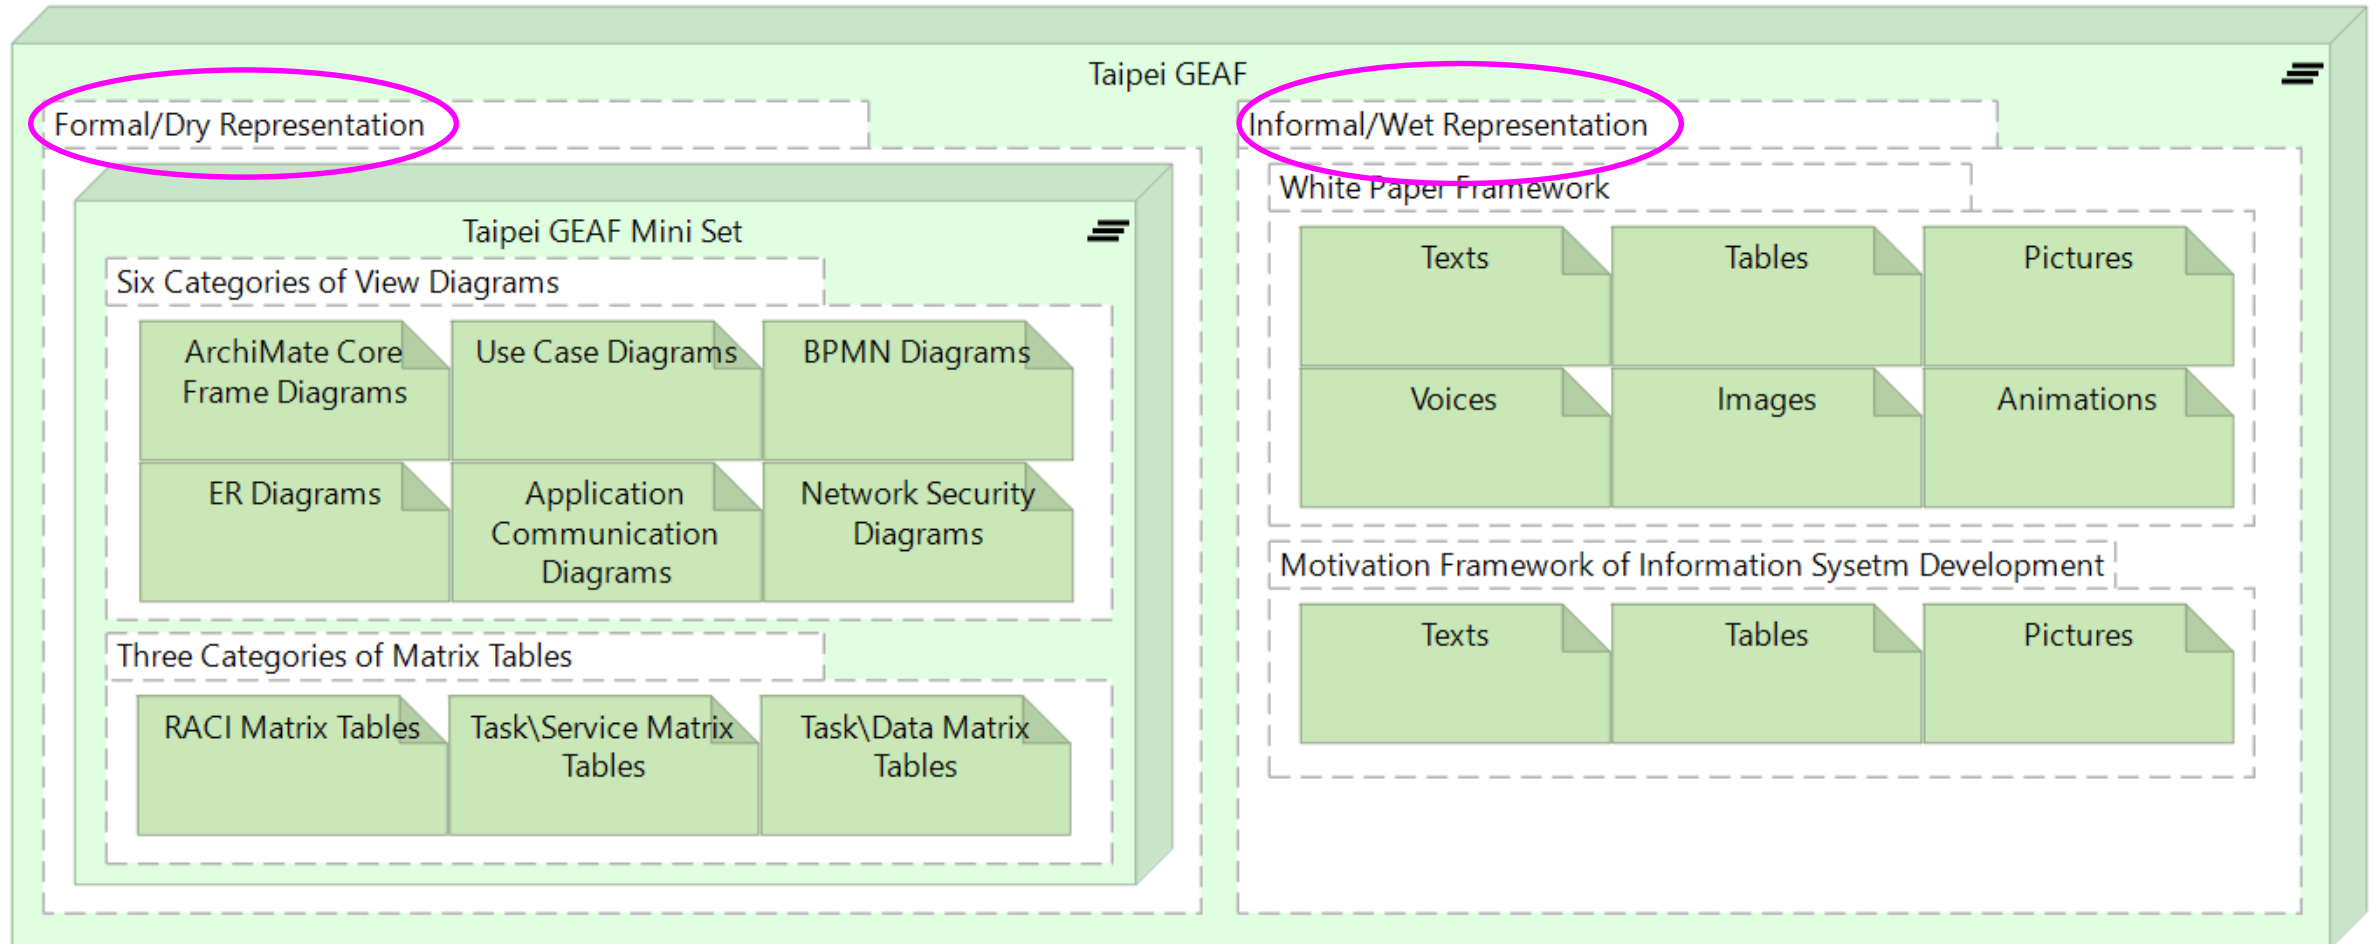 Taipei GEAF
Formal/Dry Representation
Taipei GEAF Mini Set
Six Categories of View Diagrams
ArchiMate Core
Frame Diagrams
Use Case Diagrams
BPMN Diagrams
ER Diagrams
Application
Communication
Diagrams
Network Security
Diagrams
Three Categories of Matrix Tables
RACI Matrix Tables
Task\Service Matrix
Tables
Task\Data Matrix
Tables
Informal/Wet Representation
White Paper Framework
Texts
Tables
Pictures
Voices
Images
Animations
Motivation Framework of Information Sysetm Development
Texts
Tables
Pictures